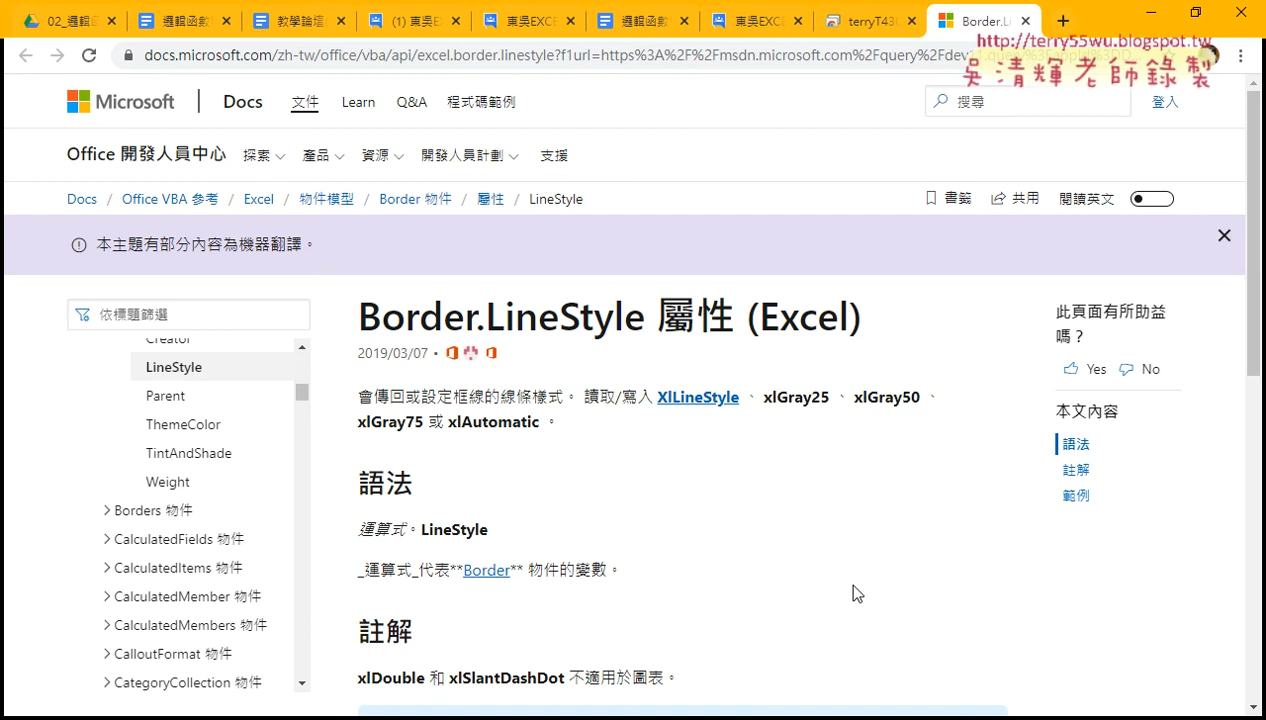 02_邏輯函數
邏輯函數
教學論壇
(1) 東吳E
東吳EXCE
邏輯函數
東吳EXCE
terryT430
Border.Li
http://terry55wu.blogspot.tw
吳清輝老師錄製
docs.microsoft.com/zh-tw/office/vba/api/excel.border.linestyle?f1url=https%3A%2F%2Fmsdn.microsoft.com%2Fquery%2Fdev
Microsoft
Docs
文件
Learn
Q&A
程式碼範例
搜尋
登入
Office 開發人員中心
探索
產品
資源
開發人員計劃
支援
Docs / Office VBA 參考 / Excel / 物件模型 / Border 物件 / 屬性 / LineStyle
書籤
共用
閱讀英文
本主題有部分內容為機器翻譯。
依標題篩選
Creator
LineStyle
Parent
ThemeColor
TintAndShade
Weight
Borders 物件
CalculatedFields 物件
CalculatedItems 物件
CalculatedMember 物件
CalculatedMembers 物件
CalloutFormat 物件
CategoryCollection 物件
Border.LineStyle 屬性 (Excel)
2019/03/07 •
會傳回或設定框線的線條樣式。 讀取/寫入 XlLineStyle 、 xlGray25 、 xlGray50 、
xlGray75 或 xlAutomatic 。
語法
運算式。LineStyle
_運算式_代表**Border** 物件的變數。
註解
xlDouble 和 xlSlantDashDot 不適用於圖表。
此頁面有所助益
嗎？
Yes
No
本文內容
語法
註解
範例